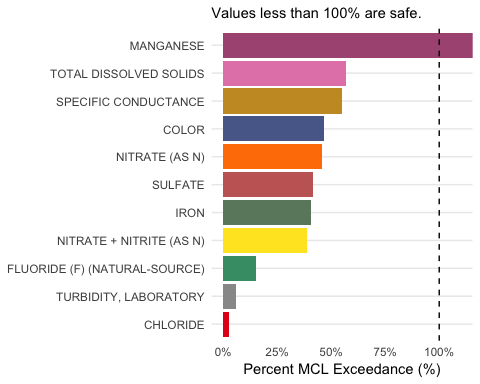 Values less than 100% are safe.
MANGANESE
TOTAL DISSOLVED SOLIDS
SPECIFIC CONDUCTANCE
COLOR
NITRATE (AS N)
SULFATE
IRON
NITRATE + NITRITE (AS N)
FLUORIDE (F) (NATURAL-SOURCE)
TURBIDITY, LABORATORY
CHLORIDE
0% 25% 50% 75% 100%
Percent MCL Exceedance (%)